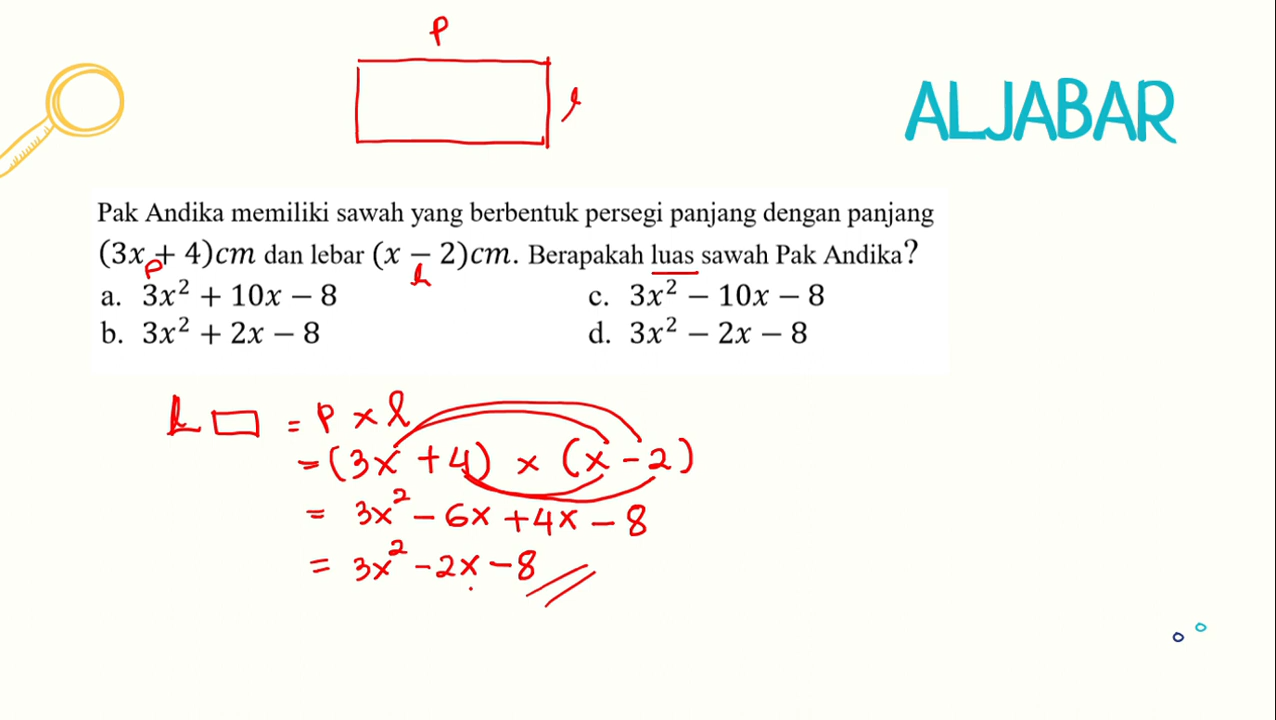 P
l
ALJABAR
Pak Andika memiliki sawah yang berbentuk persegi panjang dengan panjang
(3x + 4)cm dan lebar (x − 2)cm. Berapakah luas sawah Pak Andika?
P l
a. 3x² + 10x − 8 c. 3x² − 10x − 8
b. 3x² + 2x − 8 d. 3x² − 2x − 8
L▭ = P × l
= (3x + 4) × (x − 2)
= 3x² − 6x + 4x − 8
= 3x² − 2x − 8